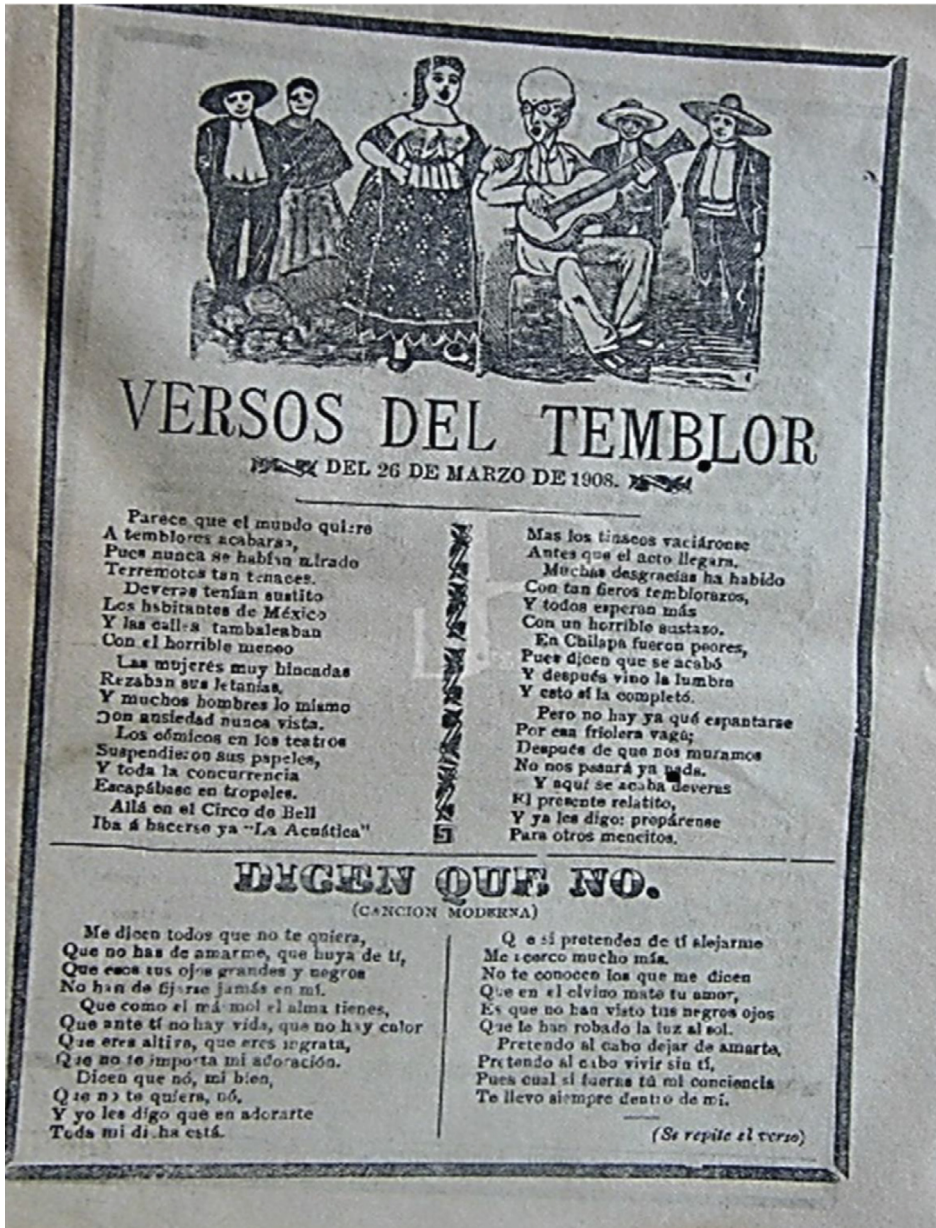 VERSOS DEL TEMBLOR
DEL 26 DE MARZO DE 1908.
Parece que el mundo quiere
A temblores acabarse,
Pues nunca se habían mirado
Terremotos tan tenaces.
Deveras tenían sustito
Los habitantes de México
Y las calles tambaleaban
Con el horrible meneo
Las mujeres muy hincadas
Rezaban sus letanías,
Y muchos hombres lo mismo
Con ansiedad nunca vista.
Los cómicos en los teatros
Suspendieron sus papeles,
Y toda la concurrencia
Escapábase en tropeles.
Allá en el Circo de Bell
Iba á hacerse ya "La Acuática"
Mas los tinacos vaciáronse
Antes que el acto llegara.
Muchas desgracias ha habido
Con tan fieros temblorazos,
Y todos esperan más
Con un horrible sustazo.
En Chilapa fueron peores,
Pues dicen que se acabó
Y después vino la lumbre
Y esto sí la completó.
Pero no hay ya qué espantarse
Por esa friolera vaga;
Después de que nos muramos
No nos pasará ya nada.
Y aquí se acaba deveras
El presente relatito,
Y ya les digo: prepárense
Para otros meneitos.
DICEN QUE NO.
(CANCION MODERNA)
Me dicen todos que no te quiera,
Que no has de amarme, que huya de tí,
Que esos tus ojos grandes y negros
No han de fijarse jamás en mí.
Que como el mármol el alma tienes,
Que ante tí no hay vida, que no hay calor
Que eres altiva, que eres ingrata,
Que no te importa mi adoración.
Dicen que nó, mi bien,
Que no te quiera, nó.
Y yo les digo que en adorarte
Toda mi dicha está.
Q e si pretendea de tí alejarme
Me acerco mucho más.
No te conocen los que me dicen
Que en el olvido mate tu amor,
Es que no han visto tus negros ojos
Que le han robado la luz al sol.
Pretendo al cabo dejar de amarte,
Pretendo al cabo vivir sin tí,
Pues cual si fueras tú mi conciencia
Te llevo siempre dentro de mí.
(Se repite el verso)